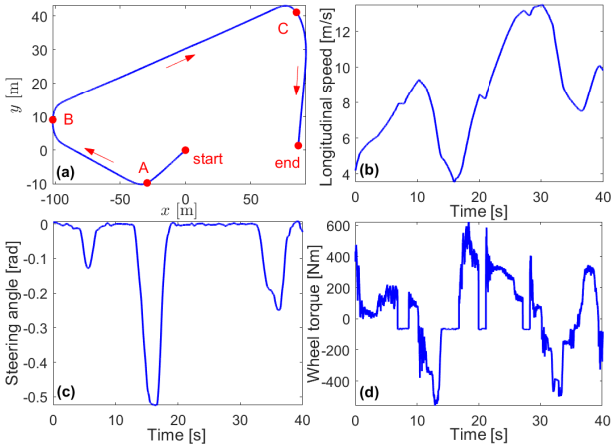 40
30
20
10
0
-10
y [m]
-100
-50
0
50
x [m]
A
B
C
start
end
(a)
12
10
8
6
4
Longitudinal speed [m/s]
0
10
20
30
40
Time [s]
(b)
0
-0.1
-0.2
-0.3
-0.4
-0.5
Steering angle [rad]
0
10
20
30
40
Time [s]
(c)
600
400
200
0
-200
-400
Wheel torque [Nm]
0
10
20
30
40
Time [s]
(d)